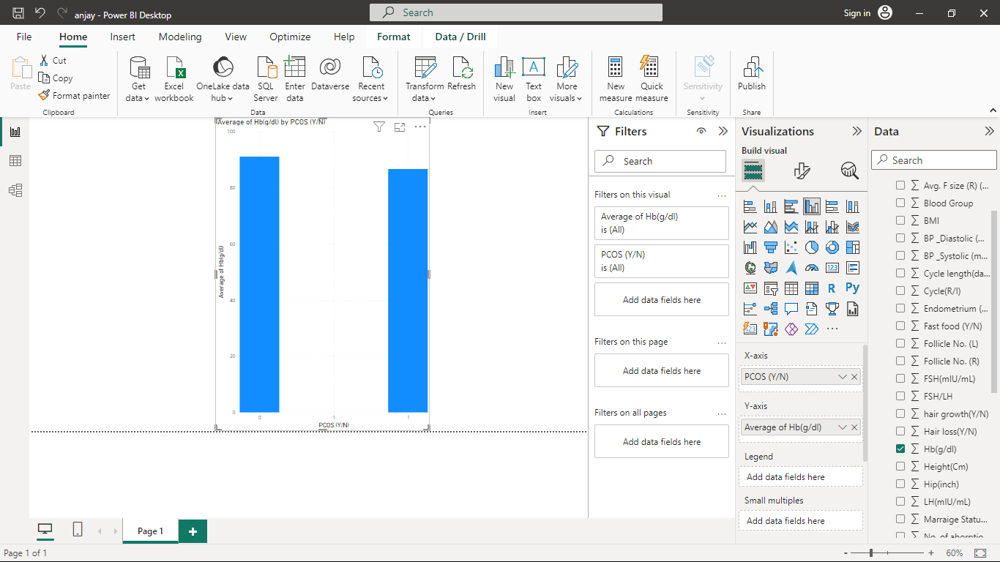 anjay - Power BI Desktop
Search
Sign in
File
Home
Insert
Modeling
View
Optimize
Help
Format
Data / Drill
Paste
Cut
Copy
Format painter
Clipboard
Get
data
Excel
workbook
OneLake data
hub
SQL
Server
Enter
data
Dataverse
Recent
sources
Data
Transform
data
Refresh
Queries
New
visual
Text
box
More
visuals
Insert
New
measure
Quick
measure
Calculations
Sensitivity
Sensitivity
Publish
Share
Average of Hb(g/dl) by PCOS (Y/N)
100
80
60
40
20
0
Average of Hb(g/dl)
0
1
1
PCOS (Y/N)
Filters
Search
Filters on this visual
...
Average of Hb(g/dl)
is (All)
PCOS (Y/N)
is (All)
Add data fields here
Filters on this page
...
Add data fields here
Filters on all pages
...
Add data fields here
Visualizations
Build visual
123
R
Py
123
...
X-axis
PCOS (Y/N)
Y-axis
Average of Hb(g/dl)
Legend
Add data fields here
Small multiples
Add data fields here
Data
Search
Avg. F size (R) (...
Blood Group
BMI
BP _Diastolic (...
BP _Systolic (m...
Cycle length(da...
Cycle(R/I)
Endometrium (...
Fast food (Y/N)
Follicle No. (L)
Follicle No. (R)
FSH(mIU/mL)
FSH/LH
hair growth(Y/N)
Hair loss(Y/N)
Hb(g/dl)
Height(Cm)
Hip(inch)
LH(mIU/mL)
Marraige Statu...
No. of abortio...
Page 1
Page 1 of 1
60%